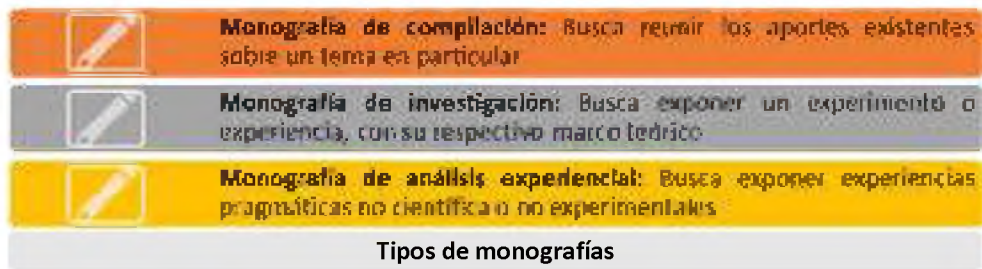 Monografía de compilación: Busca reunir los aportes existentes
sobre un tema en particular
Monografía de investigación: Busca exponer un experimento o
experiencia, con su respectivo marco teórico
Monografía de análisis experiencial: Busca exponer experiencias
pragmáticas no científica o no experimentales
Tipos de monografías